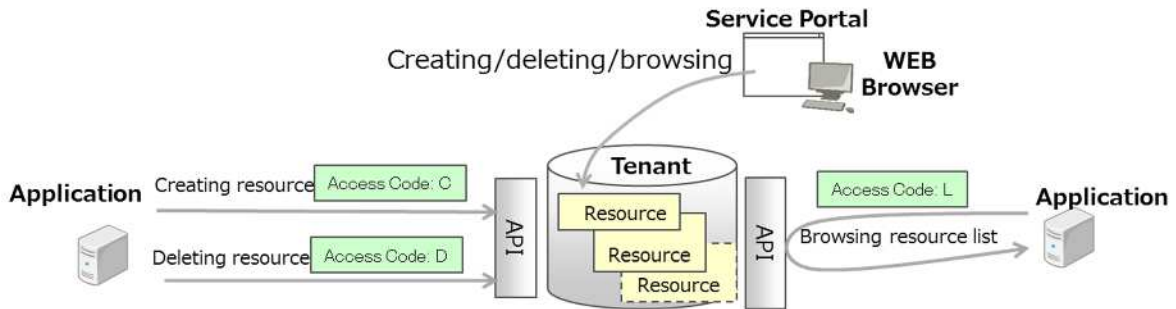 Service Portal
Creating/deleting/browsing
WEB
Browser
Tenant
Application
Creating resource
Access Code: C
Deleting resource
Access Code: D
API
Resource
Resource
Resource
API
Access Code: L
Browsing resource list
Application